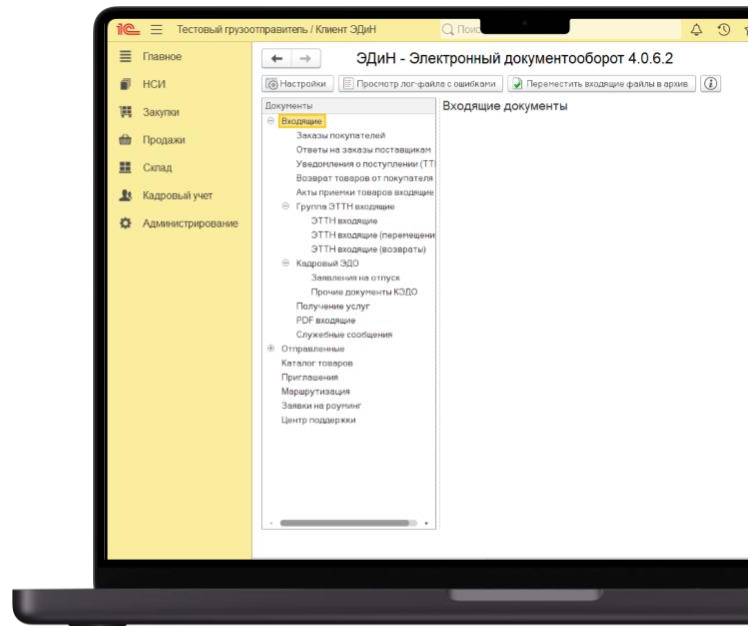 1С Тестовый грузоотправитель / Клиент ЭДиН
Главное
НСИ
Закупки
Продажи
Склад
Кадровый учет
Администрирование
ЭДиН - Электронный документооборот 4.0.6.2
Настройки Просмотр лог-файла с ошибками Переместить входящие файлы в архив
Документы
Входящие
Заказы покупателей
Ответы на заказы поставщикам
Уведомления о поступлении (ТТ
Возврат товаров от покупателя
Акты приемки товаров входящие
Группа ЭТТН входящие
ЭТТН входящие
ЭТТН входящие (перемещени
ЭТТН входящие (возвраты)
Кадровый ЭДО
Заявления на отпуск
Прочие документы КЭДО
Получение услуг
PDF входящие
Служебные сообщения
Отправленные
Каталог товаров
Приглашения
Маршрутизация
Заявки на роуминг
Центр поддержки
Входящие документы